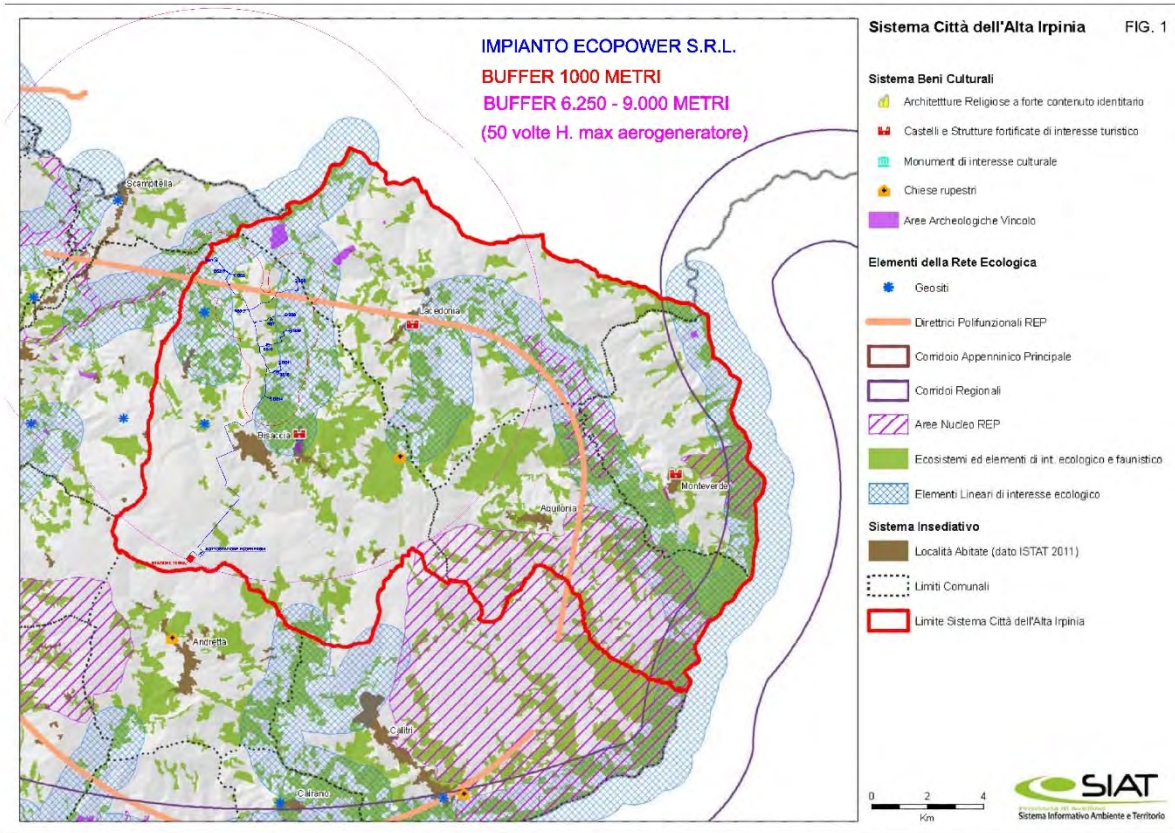 IMPIANTO ECOPOWER S.R.L.
BUFFER 1000 METRI
BUFFER 6.250 - 9.000 METRI
(50 volte H. max aerogeneratore)
Scampitella
Lacedonia
Bisaccia
Monteverde
Aquilonia
Andretta
Calitri
Cairano
Sistema Città dell'Alta Irpinia FIG. 1
Sistema Beni Culturali
Architettture Religiose a forte contenuto identitario
Castelli e Strutture fortificate di interesse turistico
Monument di interesse culturale
Chiese rupestri
Aree Archeologiche Vincolo
Elementi della Rete Ecologica
Geositi
Direttrici Polifunzionali REP
Corridoio Appenninico Principale
Corridoi Regionali
Aree Nucleo REP
Ecosistemi ed elementi di int. ecologico e faunistico
Elementi Lineari di interesse ecologico
Sistema Insediativo
Località Abitate (dato ISTAT 2011)
Limiti Comunali
Limite Sistema Città dell'Alta Irpinia
0 2 4
Km
SIAT
Provincia di Avellino
Sistema Informativo Ambiente e Territorio